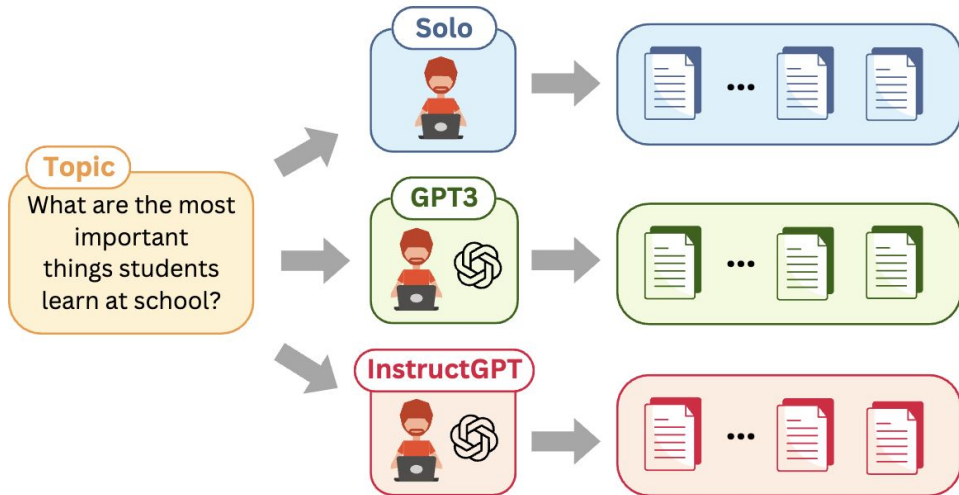 Solo
Topic
What are the most
important
things students
learn at school?
GPT3
InstructGPT